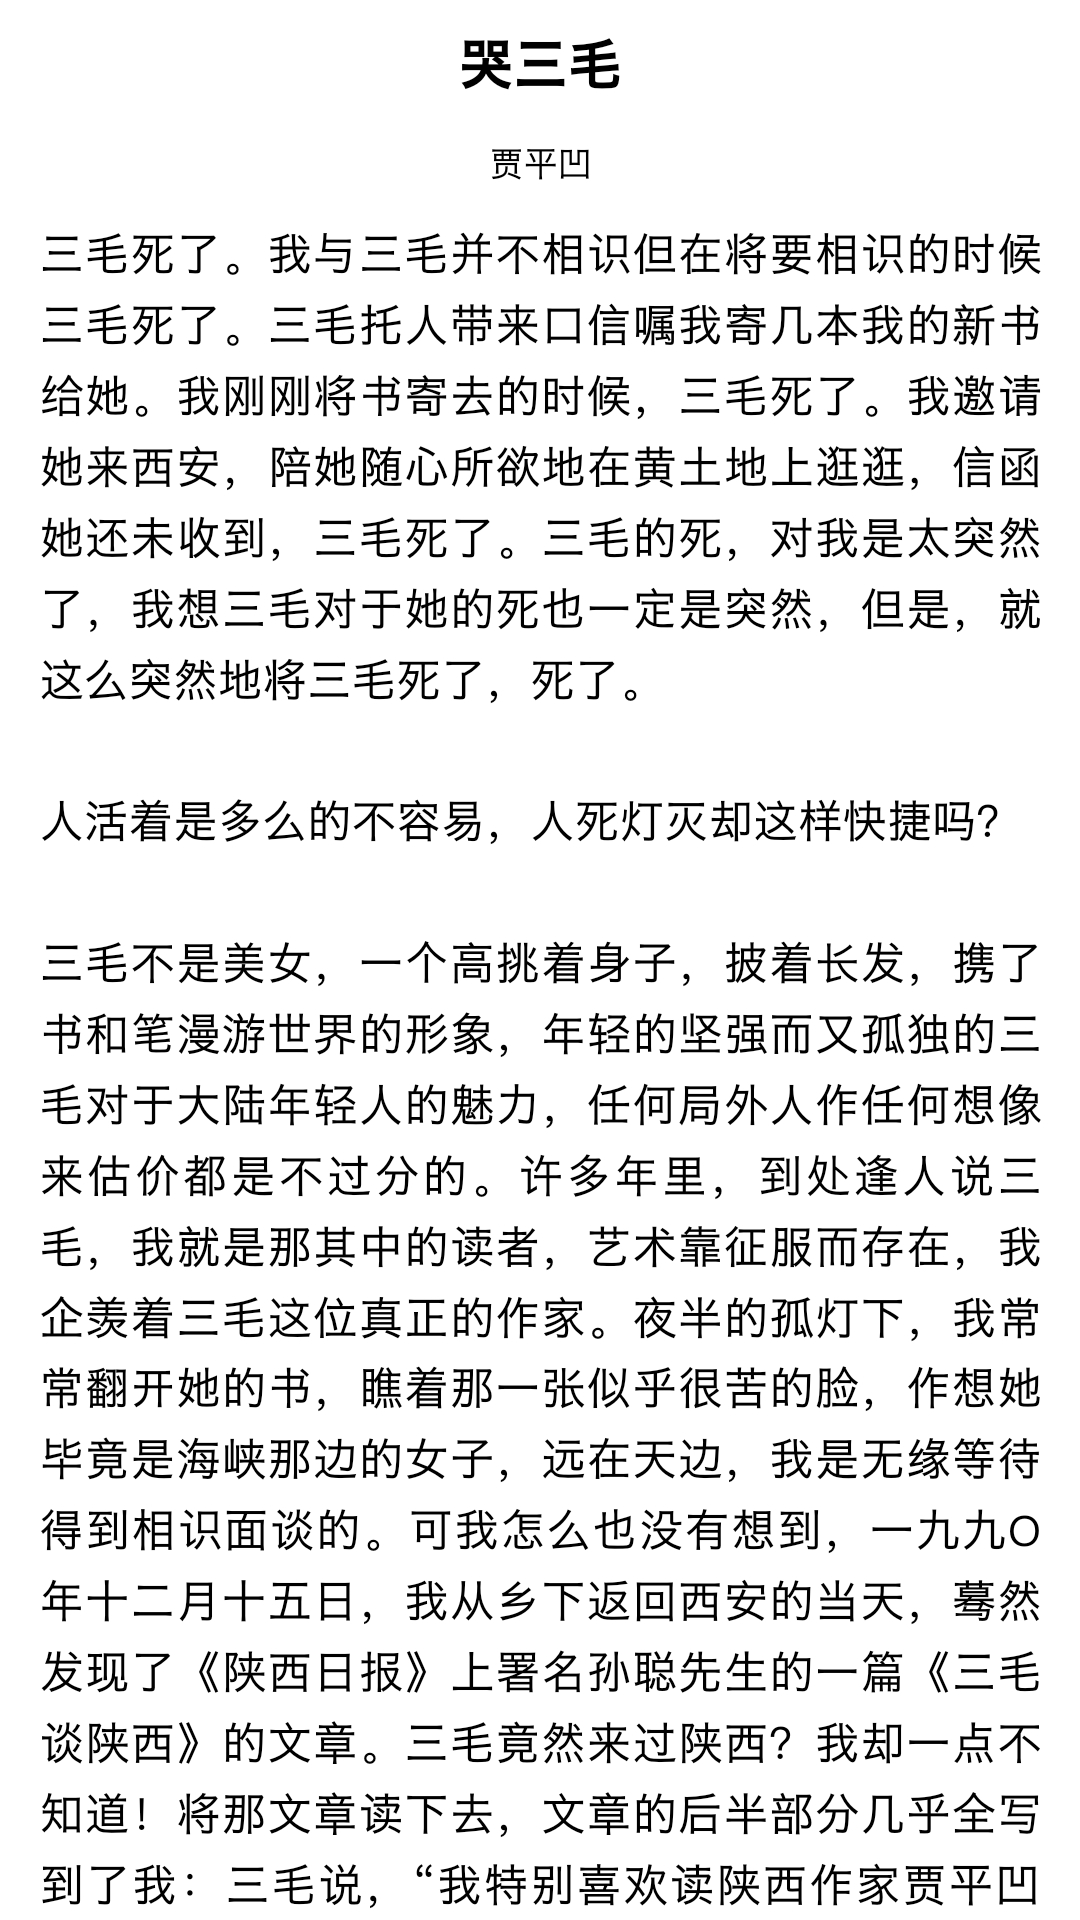 哭三毛
贾平凹
三毛死了。我与三毛并不相识但在将要相识的时候
三毛死了。三毛托人带来口信嘱我寄几本我的新书
给她。我刚刚将书寄去的时候，三毛死了。我邀请
她来西安，陪她随心所欲地在黄土地上逛逛，信函
她还未收到，三毛死了。三毛的死，对我是太突然
了，我想三毛对于她的死也一定是突然，但是，就
这么突然地将三毛死了，死了。
人活着是多么的不容易，人死灯灭却这样快捷吗？
三毛不是美女，一个高挑着身子，披着长发，携了
书和笔漫游世界的形象，年轻的坚强而又孤独的三
毛对于大陆年轻人的魅力，任何局外人作任何想像
来估价都是不过分的。许多年里，到处逢人说三
毛，我就是那其中的读者，艺术靠征服而存在，我
企羡着三毛这位真正的作家。夜半的孤灯下，我常
常翻开她的书，瞧着那一张似乎很苦的脸，作想她
毕竟是海峡那边的女子，远在天边，我是无缘等待
得到相识面谈的。可我怎么也没有想到，一九九O
年十二月十五日，我从乡下返回西安的当天，蓦然
发现了《陕西日报》上署名孙聪先生的一篇《三毛
谈陕西》的文章。三毛竟然来过陕西？我却一点不
知道！将那文章读下去，文章的后半部分几乎全写
到了我：三毛说，“我特别喜欢读陕西作家贾平凹